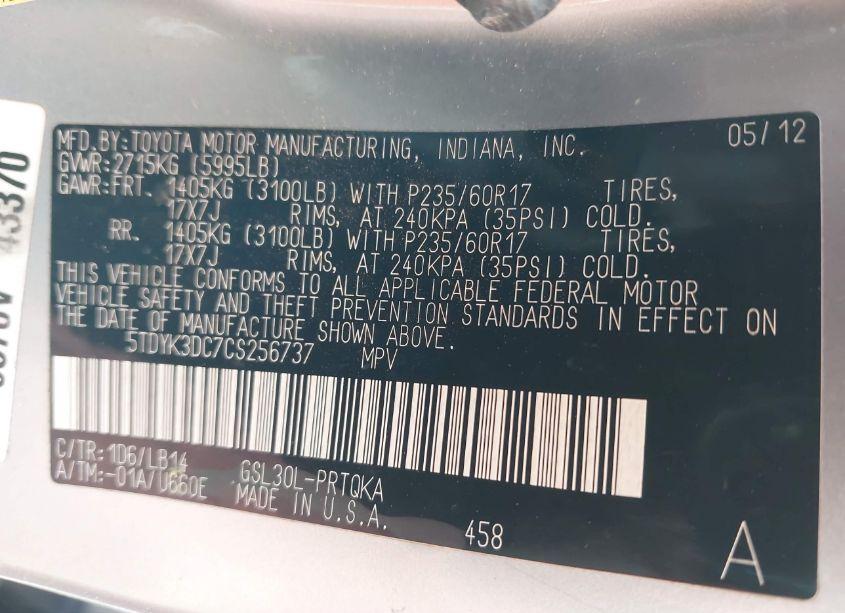 MFD.BY:TOYOTA MOTOR MANUFACTURING, INDIANA, INC. 05/12
GVWR:2715KG (5995LB)
GAWR:FRT. 1405KG (3100LB) WITH P235/60R17 TIRES,
17X7J RIMS, AT 240KPA (35PSI) COLD.
RR. 1405KG (3100LB) WITH P235/60R17 TIRES,
17X7J RIMS, AT 240KPA (35PSI) COLD.
THIS VEHICLE CONFORMS TO ALL APPLICABLE FEDERAL MOTOR
VEHICLE SAFETY AND THEFT PREVENTION STANDARDS IN EFFECT ON
THE DATE OF MANUFACTURE SHOWN ABOVE.
5TDYK3DC7CS256737 MPV
C/TR:1D6/LB14 GSL30L-PRTQKA
A/TM:-01A/U660E MADE IN U.S.A.
458
A
43370